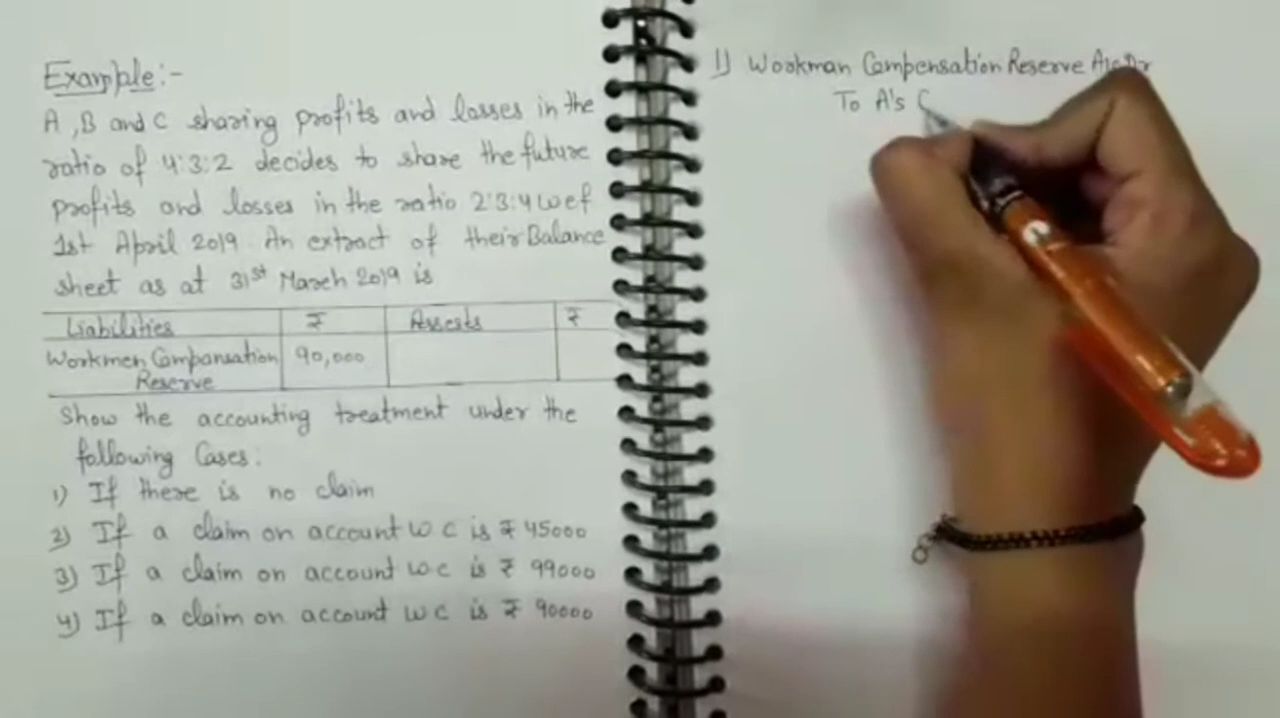 Example:-
A, B and C sharing profits and losses in the
ratio of 4:3:2 decides to share the future
profits and losses in the ratio 2:3:4 wef
1st April 2019. An extract of their Balance
sheet as at 31st March 2019 is
Liabilities ₹ Assests ₹
Workmen Compansation 90,000
Reserve
Show the accounting treatment under the
following Cases:
1) If there is no claim
2) If a claim on account w c is ₹ 45000
3) If a claim on account w c is ₹ 99000
4) If a claim on account w c is ₹ 90000
1) Workman Compensation Reserve A/c Dr
To A's C